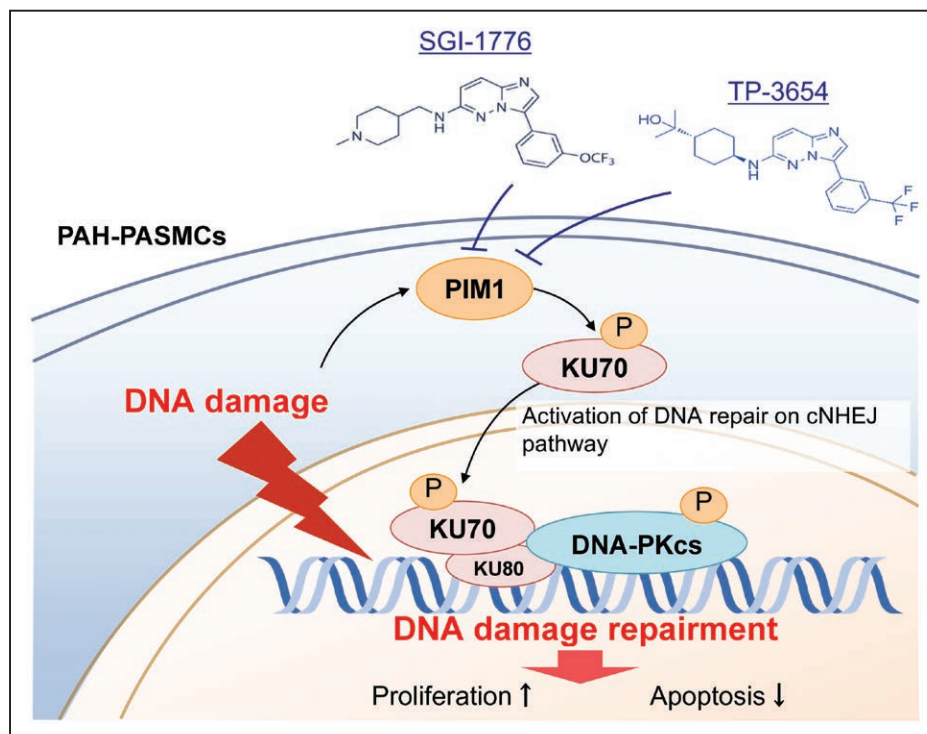 SGI-1776
TP-3654
N
N
N
N
H
N
OCF3
HO
N
N
N
N
H
F
F
F
PAH-PASMCs
PIM1
P
KU70
DNA damage
Activation of DNA repair on cNHEJ
pathway
P
P
KU70
DNA-PKcs
KU80
DNA damage repairment
Proliferation ↑
Apoptosis ↓